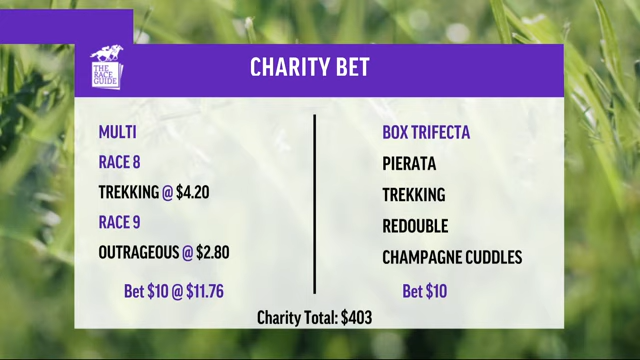 THE
RACE
GUIDE
CHARITY BET
MULTI
RACE 8
TREKKING @ $4.20
RACE 9
OUTRAGEOUS @ $2.80
Bet $10 @ $11.76
BOX TRIFECTA
PIERATA
TREKKING
REDOUBLE
CHAMPAGNE CUDDLES
Bet $10
Charity Total: $403